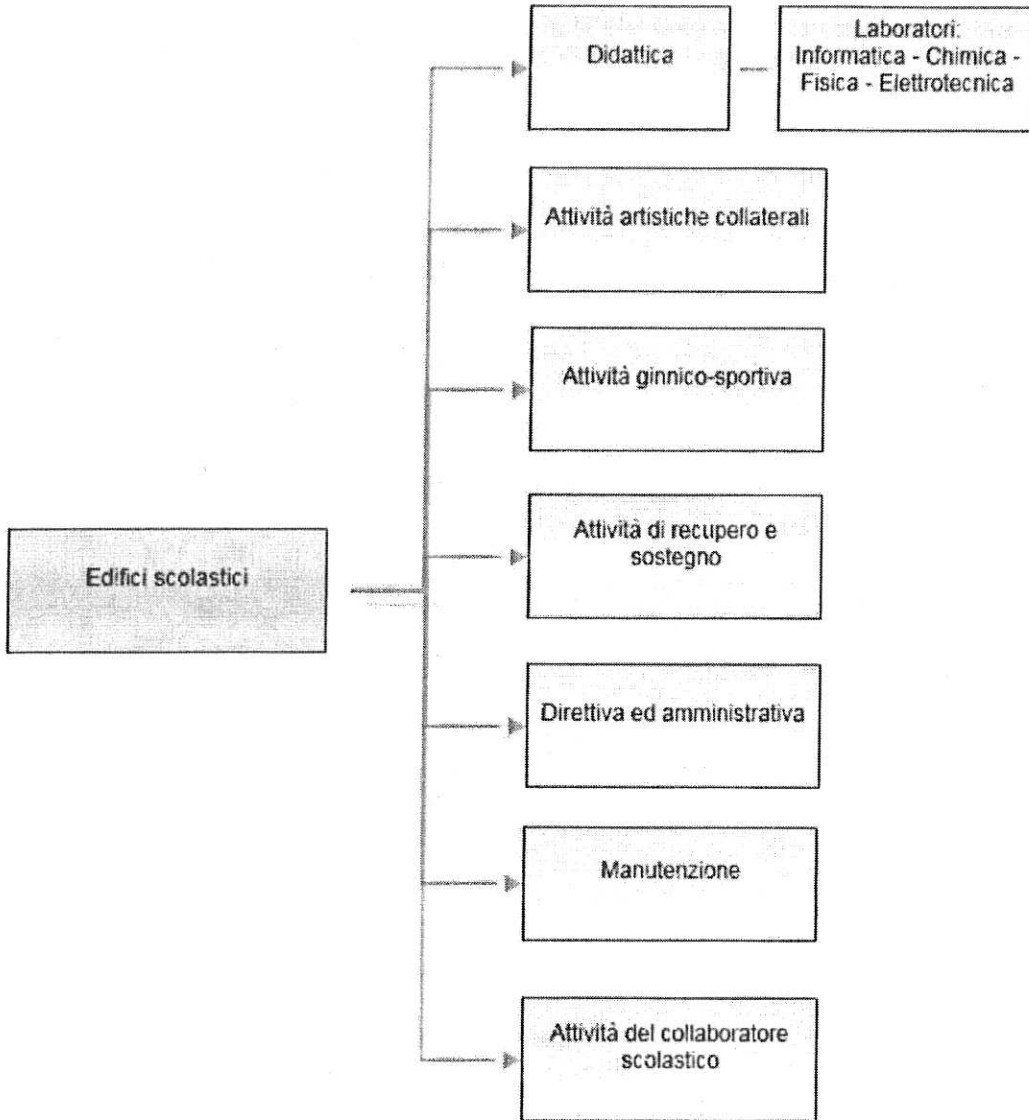 Didattica
Laboratori:
Informatica - Chimica -
Fisica - Elettrotecnica
Attività artistiche collaterali
Attività ginnico-sportiva
Attività di recupero e
sostegno
Edifici scolastici
Direttiva ed amministrativa
Manutenzione
Attività del collaboratore
scolastico